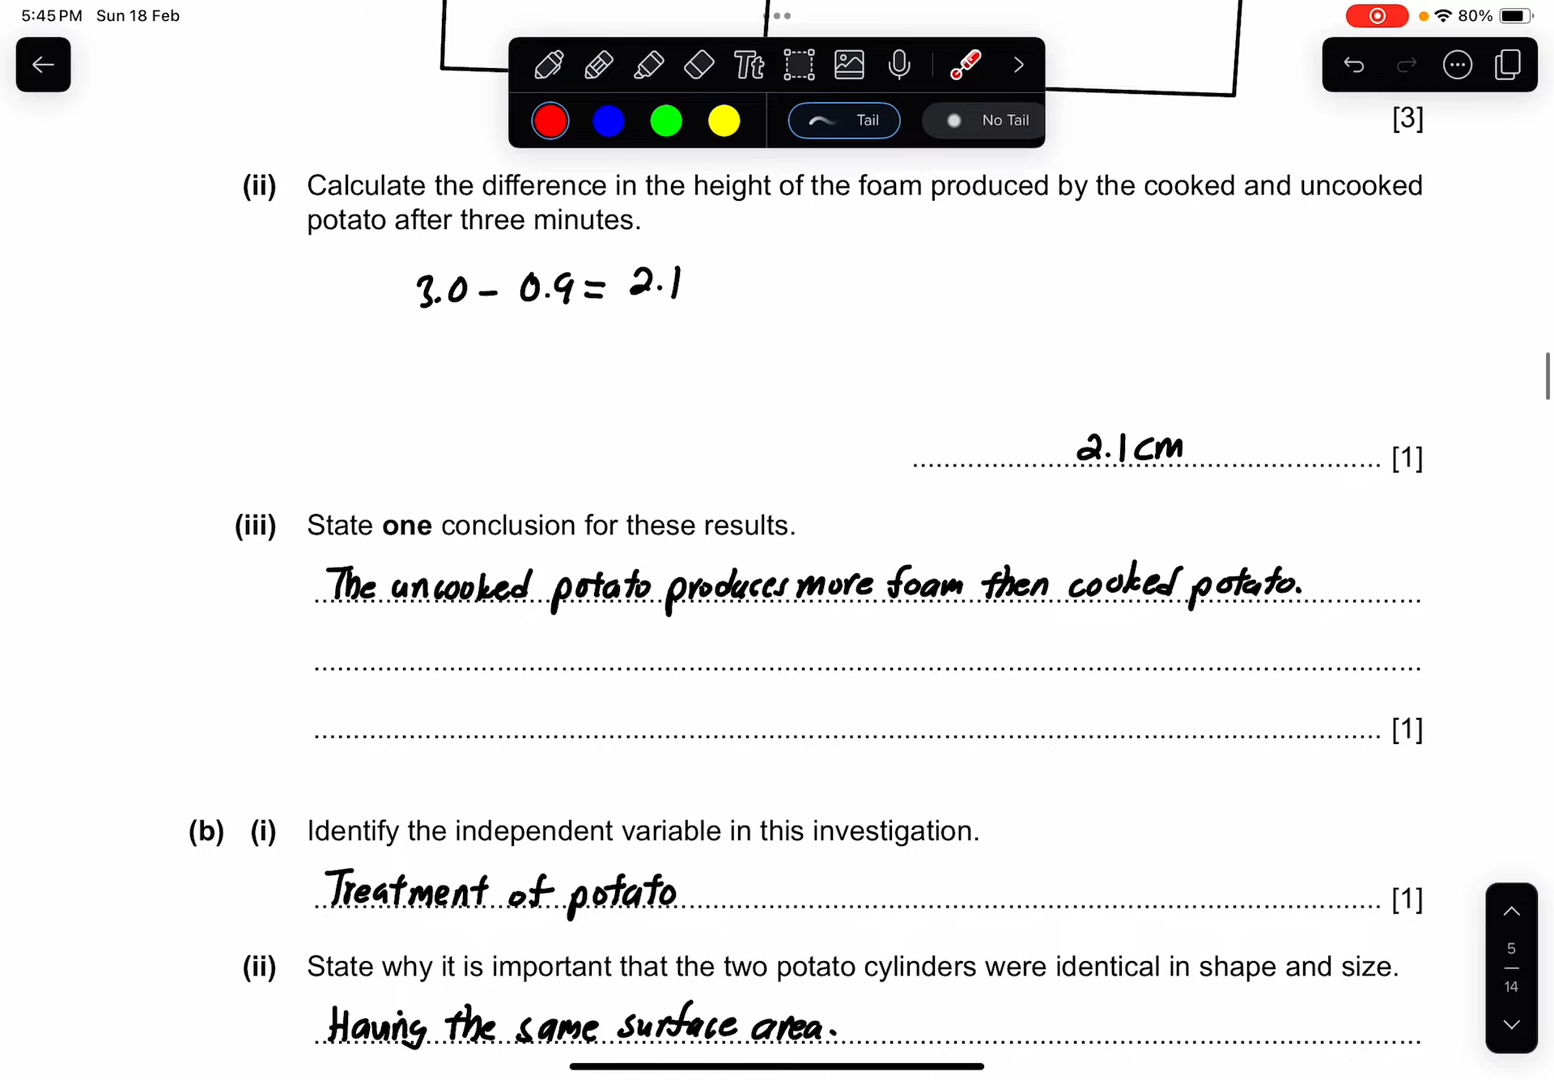 5:45 PM Sun 18 Feb
80%
Tt
Tail
No Tail
[3]
(ii) Calculate the difference in the height of the foam produced by the cooked and uncooked
potato after three minutes.
3.0 - 0.9 = 2.1
2.1 cm [1]
(iii) State one conclusion for these results.
The uncooked potato produces more foam then cooked potato.
[1]
(b) (i) Identify the independent variable in this investigation.
Treatment of potato [1]
5
14
(ii) State why it is important that the two potato cylinders were identical in shape and size.
Having the same surface area.